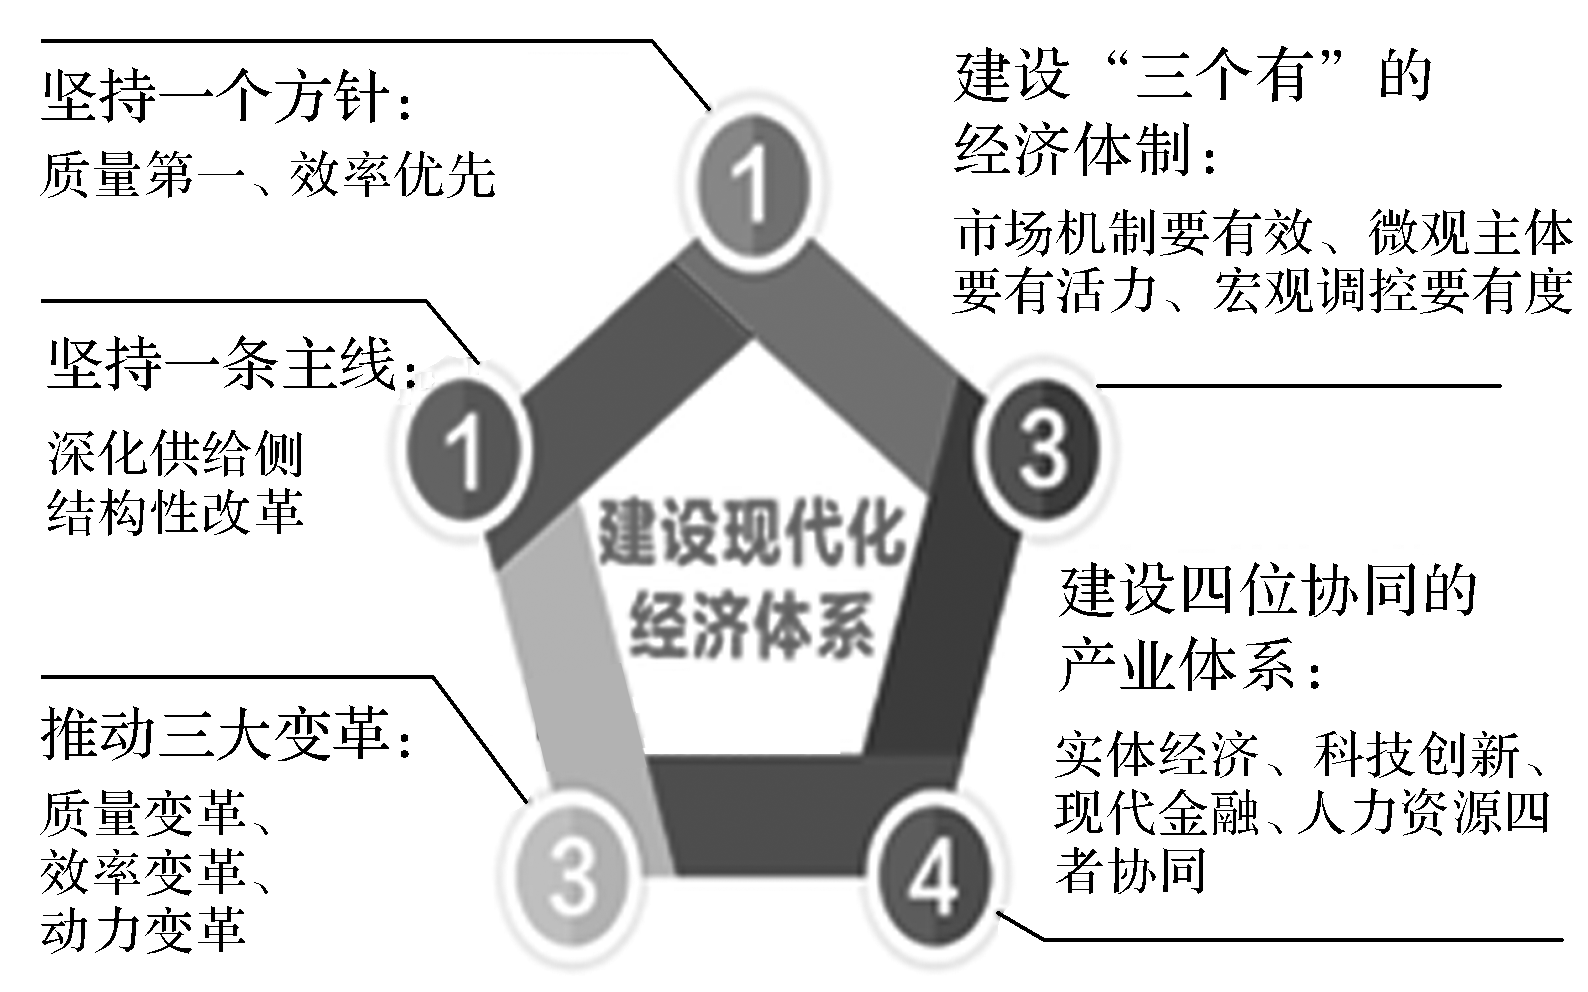 坚持一个方针：
质量第一、效率优先
1
建设“三个有”的
经济体制：
市场机制要有效、微观主体
要有活力、宏观调控要有度
坚持一条主线：
深化供给侧
结构性改革
1
3
建设现代化
经济体系
推动三大变革：
质量变革、
效率变革、
动力变革
3
4
建设四位协同的
产业体系：
实体经济、科技创新、
现代金融、人力资源四
者协同